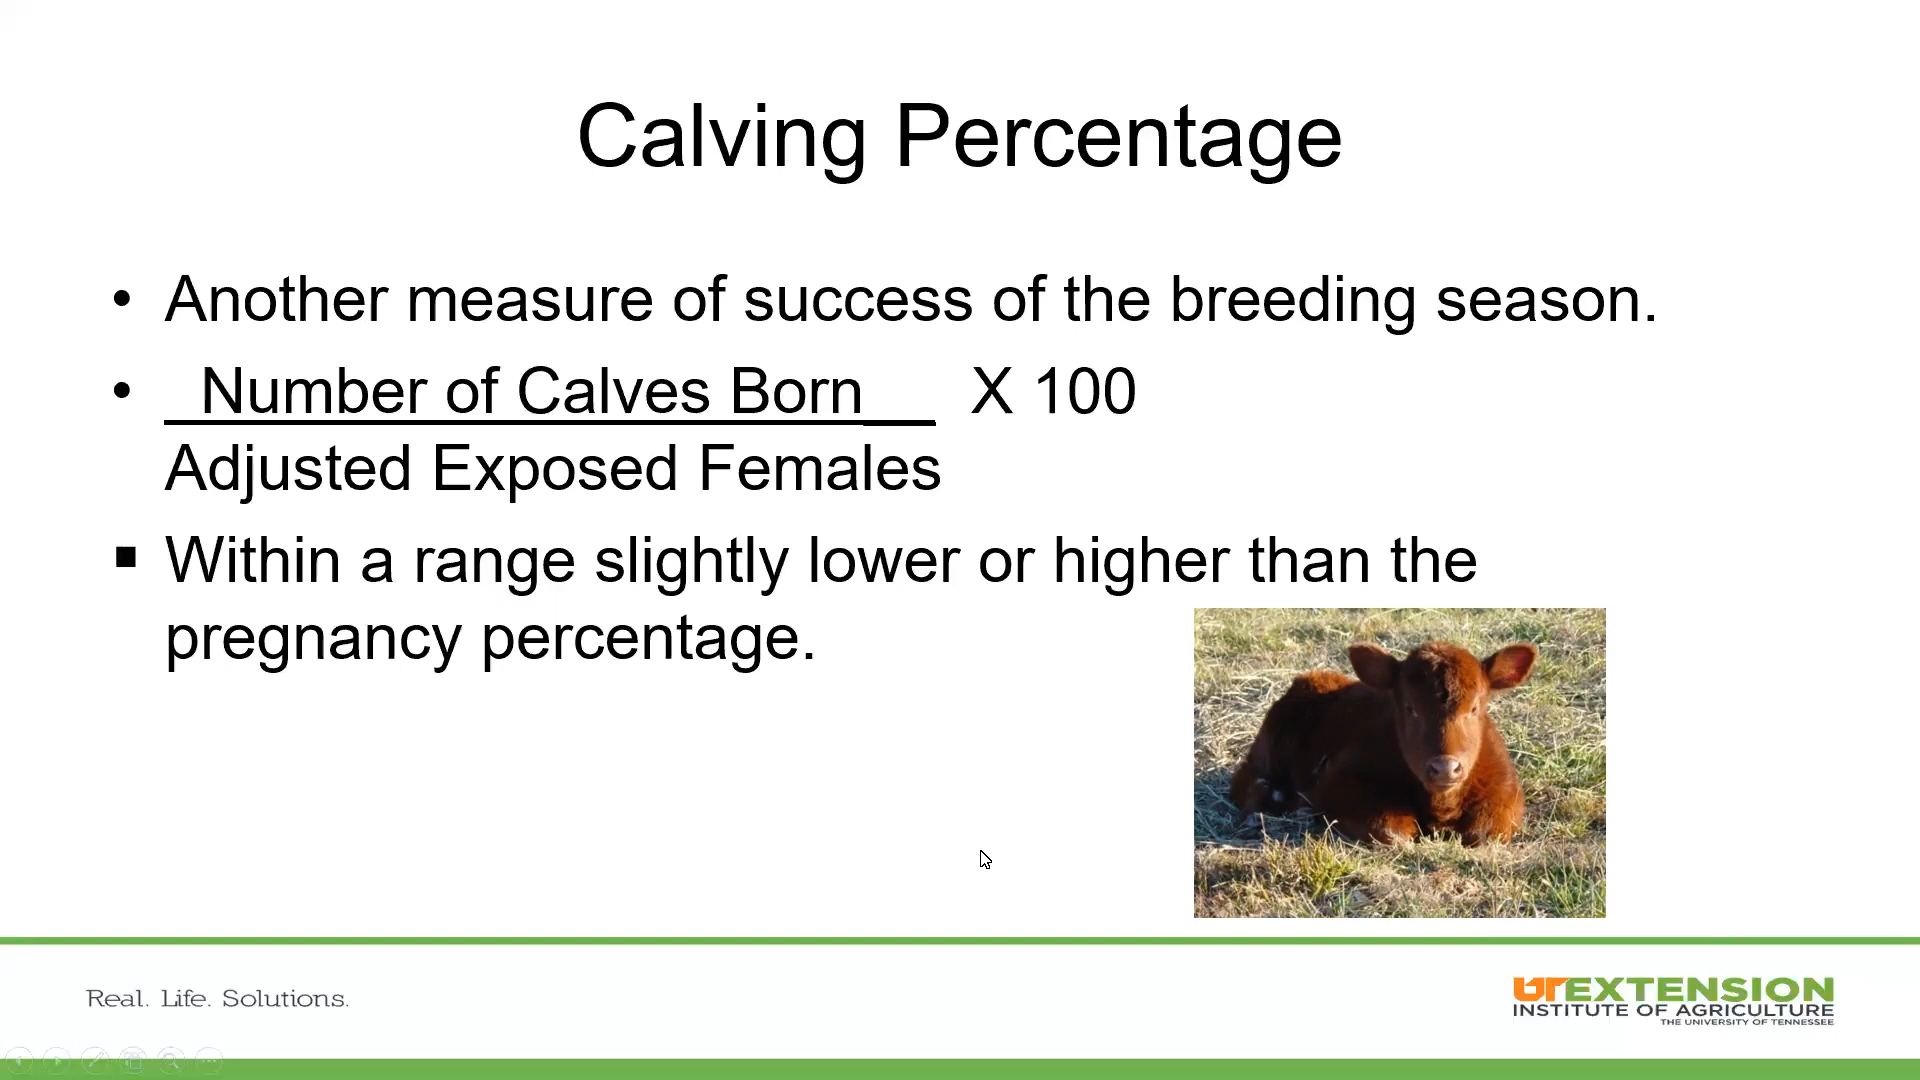 Calving Percentage
• Another measure of success of the breeding season.
• Number of Calves Born X 100
Adjusted Exposed Females
▪ Within a range slightly lower or higher than the
pregnancy percentage.
Real. Life. Solutions.
UT EXTENSION
INSTITUTE OF AGRICULTURE
THE UNIVERSITY OF TENNESSEE